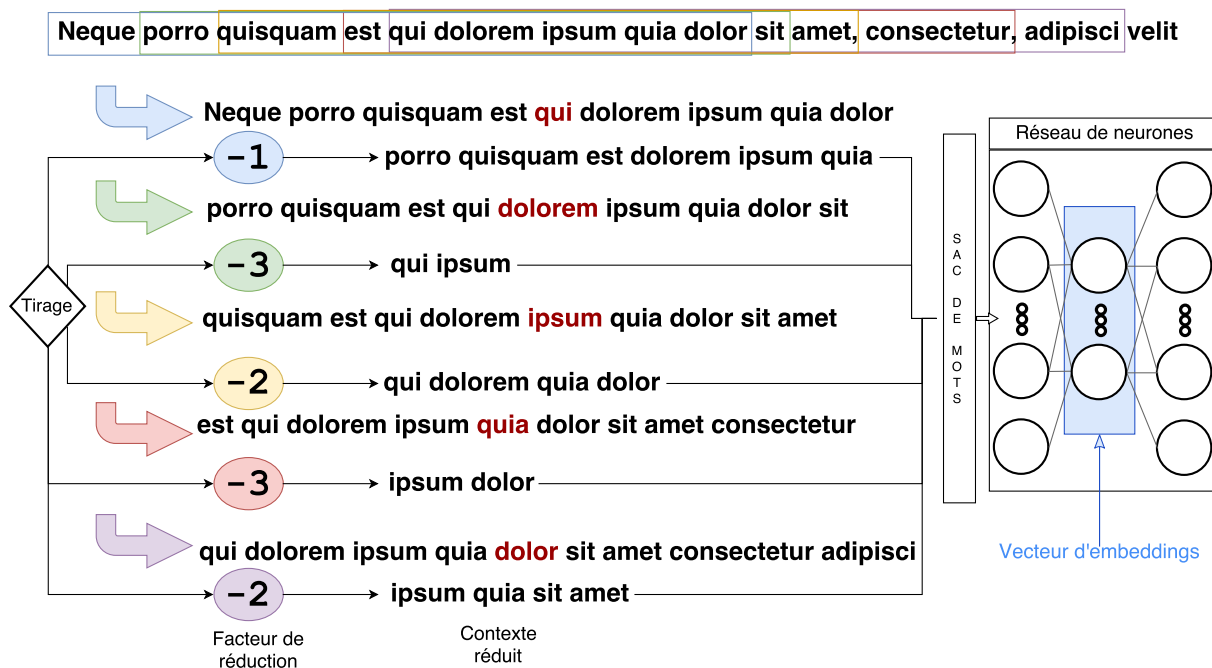 Neque porro quisquam est qui dolorem ipsum quia dolor sit amet, consectetur, adipisci velit
Neque porro quisquam est qui dolorem ipsum quia dolor
-1
porro quisquam est dolorem ipsum quia
porro quisquam est qui dolorem ipsum quia dolor sit
-3
qui ipsum
Tirage
quisquam est qui dolorem ipsum quia dolor sit amet
-2
qui dolorem quia dolor
est qui dolorem ipsum quia dolor sit amet consectetur
-3
ipsum dolor
qui dolorem ipsum quia dolor sit amet consectetur adipisci
-2
ipsum quia sit amet
Facteur de
réduction
Contexte
réduit
SAC DE MOTS
Réseau de neurones
Vecteur d'embeddings